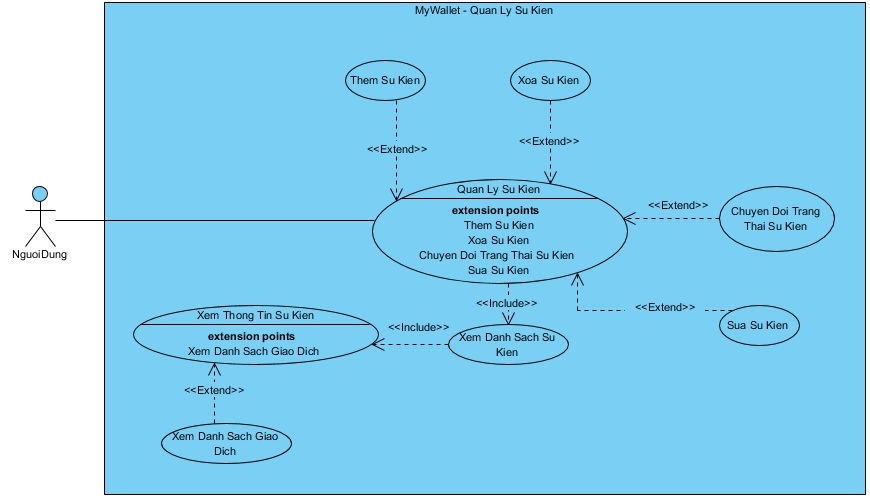 MyWallet - Quan Ly Su Kien
Them Su Kien
Xoa Su Kien
<<Extend>>
<<Extend>>
Quan Ly Su Kien
extension points
Them Su Kien
Xoa Su Kien
Chuyen Doi Trang Thai Su Kien
Sua Su Kien
<<Extend>>
Chuyen Doi Trang
Thai Su Kien
NguoiDung
<<Include>>
<<Extend>>
Sua Su Kien
Xem Thong Tin Su Kien
extension points
Xem Danh Sach Giao Dich
<<Include>>
Xem Danh Sach Su
Kien
<<Extend>>
Xem Danh Sach Giao
Dich